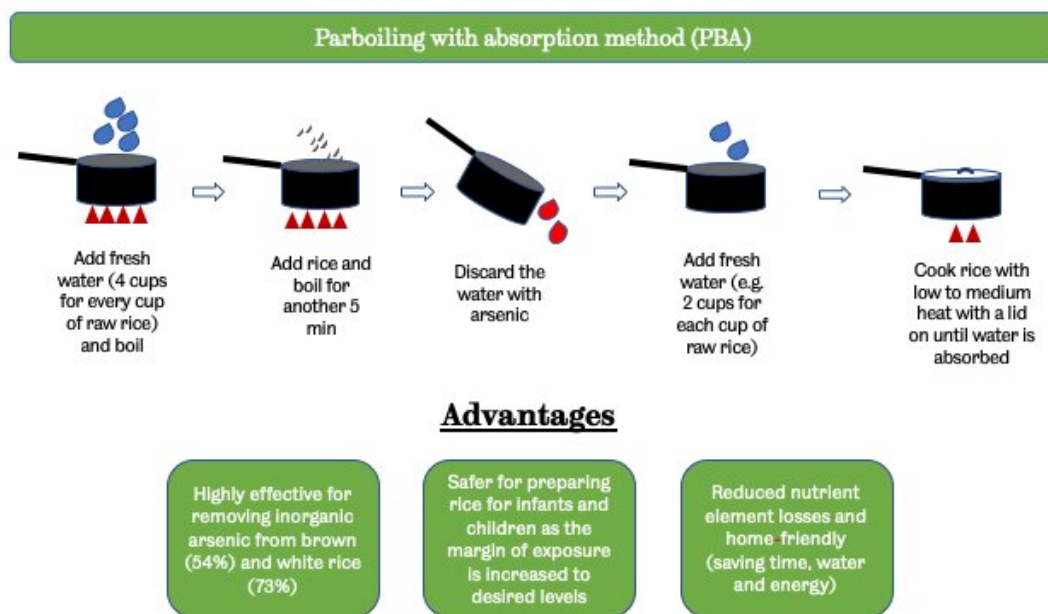 Parboiling with absorption method (PBA)
Add fresh
water (4 cups
for every cup
of raw rice)
and boil
Add rice and
boil for
another 5
min
Discard the
water with
arsenic
Add fresh
water (e.g.
2 cups for
each cup of
raw rice)
Cook rice with
low to medium
heat with a lid
on until water is
absorbed
Advantages
Highly effective for
removing inorganic
arsenic from brown
(54%) and white rice
(73%)
Safer for preparing
rice for infants and
children as the
margin of exposure
is increased to
desired levels
Reduced nutrient
element losses and
home-friendly
(saving time, water
and energy)